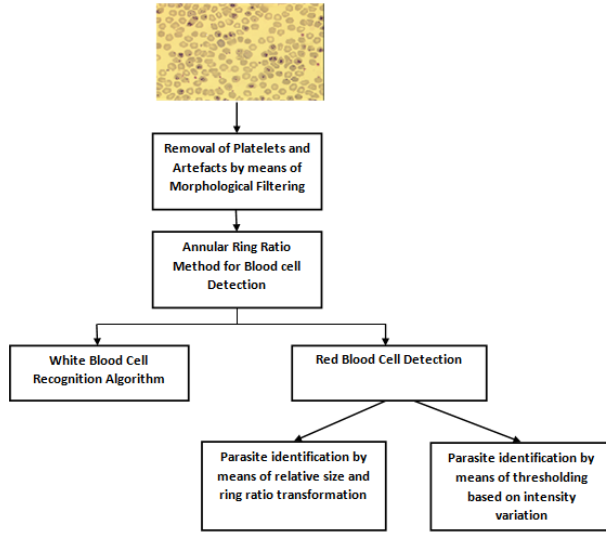 Removal of Platelets and
Artefacts by means of
Morphological Filtering
Annular Ring Ratio
Method for Blood cell
Detection
White Blood Cell
Recognition Algorithm
Red Blood Cell Detection
Parasite identification by
means of relative size and
ring ratio transformation
Parasite identification by
means of thresholding
based on intensity
variation